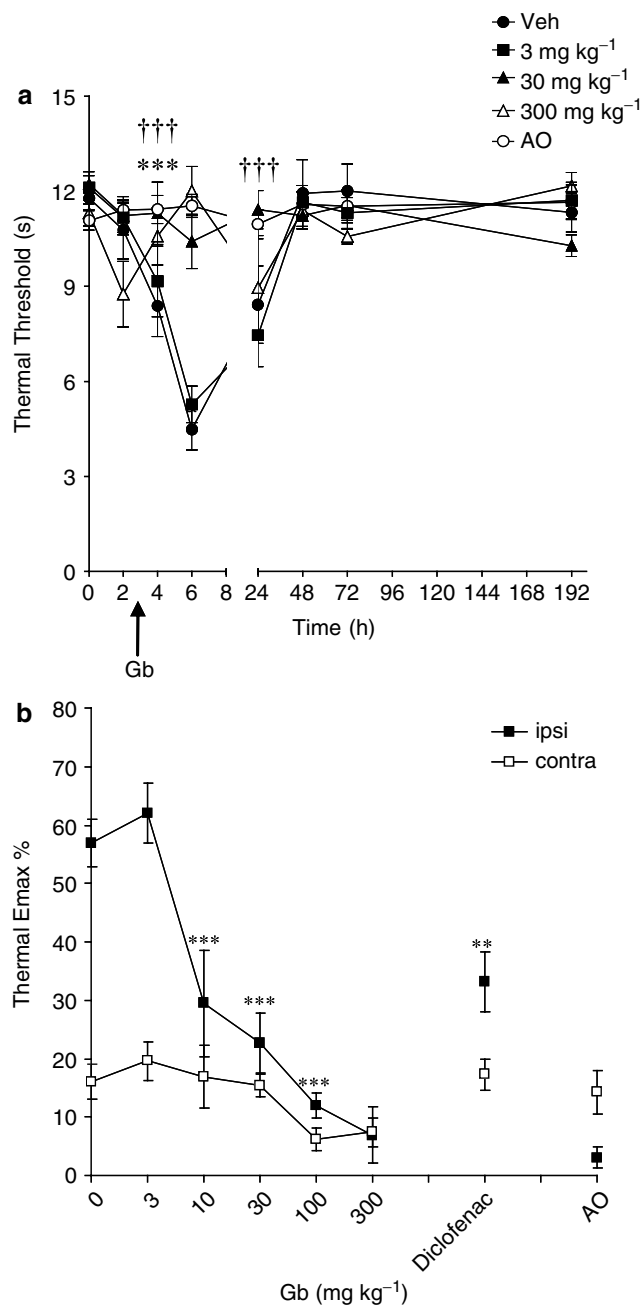 Veh
3 mg kg⁻¹
30 mg kg⁻¹
300 mg kg⁻¹
AO
a
15
12
9
6
3
0
Thermal Threshold (s)
†††
***
†††
0 2 4 6 8 24 48 72 96 120 144 168 192
Time (h)
Gb
b
ipsi
contra
80
70
60
50
40
30
20
10
0
Thermal Emax %
***
***
***
**
0 3 10 30 100 300 Diclofenac AO
Gb (mg kg⁻¹)